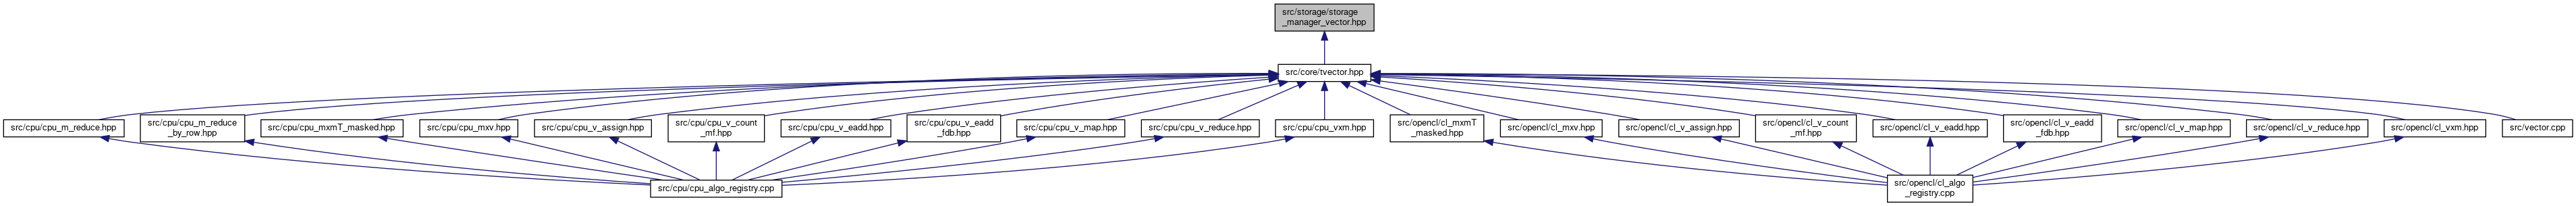 src/storage/storage
_manager_vector.hpp
src/core/tvector.hpp
src/cpu/cpu_m_reduce.hpp
src/cpu/cpu_m_reduce
_by_row.hpp
src/cpu/cpu_mxmT_masked.hpp
src/cpu/cpu_mxv.hpp
src/cpu/cpu_v_assign.hpp
src/cpu/cpu_v_count
_mf.hpp
src/cpu/cpu_v_eadd.hpp
src/cpu/cpu_v_eadd
_fdb.hpp
src/cpu/cpu_v_map.hpp
src/cpu/cpu_v_reduce.hpp
src/cpu/cpu_vxm.hpp
src/opencl/cl_mxmT
_masked.hpp
src/opencl/cl_mxv.hpp
src/opencl/cl_v_assign.hpp
src/opencl/cl_v_count
_mf.hpp
src/opencl/cl_v_eadd.hpp
src/opencl/cl_v_eadd
_fdb.hpp
src/opencl/cl_v_map.hpp
src/opencl/cl_v_reduce.hpp
src/opencl/cl_vxm.hpp
src/vector.cpp
src/cpu/cpu_algo_registry.cpp
src/opencl/cl_algo
_registry.cpp